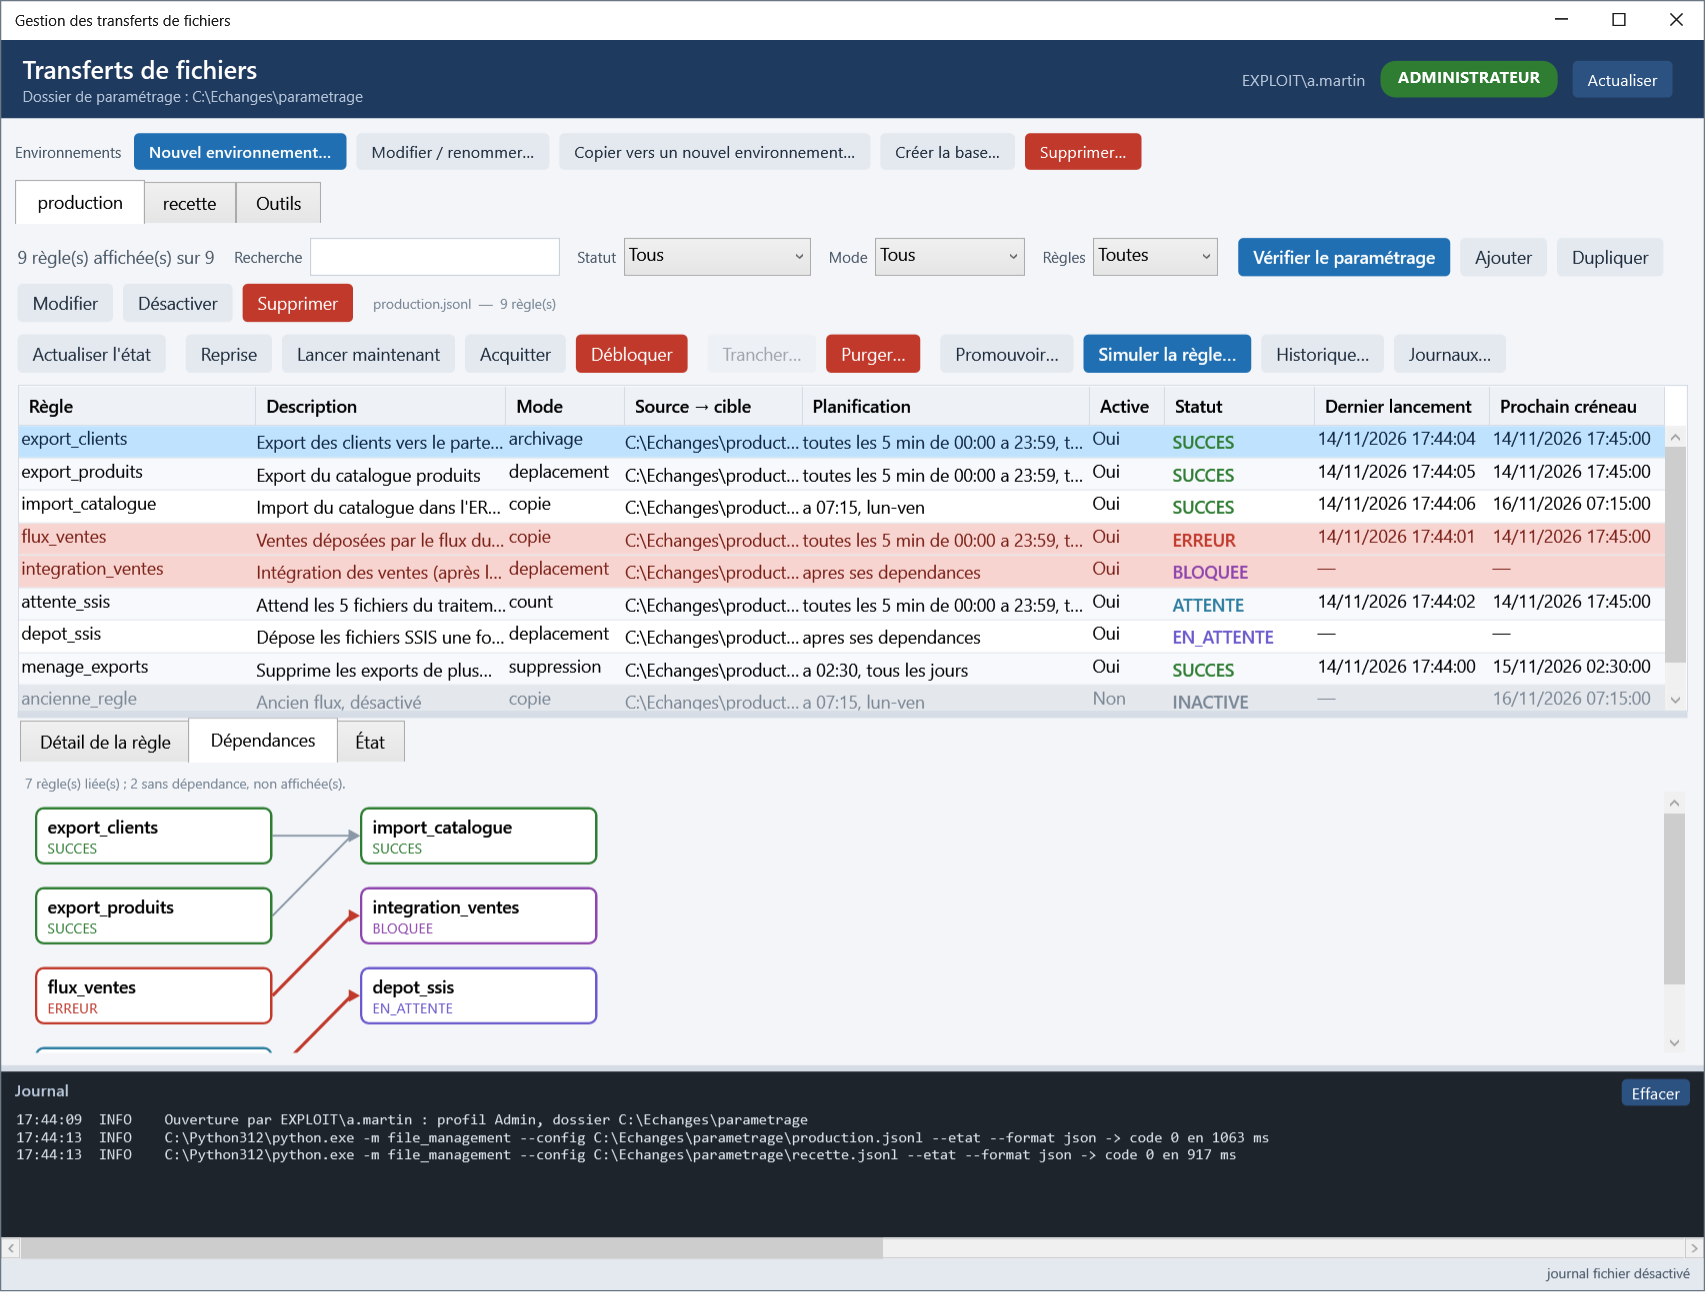 Gestion des transferts de fichiers
Transferts de fichiers
Dossier de paramétrage : C:\Echanges\parametrage
EXPLOIT\a.martin ADMINISTRATEUR Actualiser
Environnements Nouvel environnement... Modifier / renommer... Copier vers un nouvel environnement... Créer la base... Supprimer...
production recette Outils
9 règle(s) affichée(s) sur 9 Recherche Statut Tous Mode Tous Règles Toutes Vérifier le paramétrage Ajouter Dupliquer
Modifier Désactiver Supprimer production.jsonl — 9 règle(s)
Actualiser l'état Reprise Lancer maintenant Acquitter Débloquer Trancher... Purger... Promouvoir... Simuler la règle... Historique... Journaux...
Règle Description Mode Source → cible Planification Active Statut Dernier lancement Prochain créneau
export_clients Export des clients vers le parte... archivage C:\Echanges\product... toutes les 5 min de 00:00 a 23:59, t... Oui SUCCES 14/11/2026 17:44:04 14/11/2026 17:45:00
export_produits Export du catalogue produits deplacement C:\Echanges\product... toutes les 5 min de 00:00 a 23:59, t... Oui SUCCES 14/11/2026 17:44:05 14/11/2026 17:45:00
import_catalogue Import du catalogue dans l'ER... copie C:\Echanges\product... a 07:15, lun-ven Oui SUCCES 14/11/2026 17:44:06 16/11/2026 07:15:00
flux_ventes Ventes déposées par le flux du... copie C:\Echanges\product... toutes les 5 min de 00:00 a 23:59, t... Oui ERREUR 14/11/2026 17:44:01 14/11/2026 17:45:00
integration_ventes Intégration des ventes (après l... deplacement C:\Echanges\product... apres ses dependances Oui BLOQUEE — —
attente_ssis Attend les 5 fichiers du traitem... count C:\Echanges\product... toutes les 5 min de 00:00 a 23:59, t... Oui ATTENTE 14/11/2026 17:44:02 14/11/2026 17:45:00
depot_ssis Dépose les fichiers SSIS une fo... deplacement C:\Echanges\product... apres ses dependances Oui EN_ATTENTE — —
menage_exports Supprime les exports de plus... suppression C:\Echanges\product... a 02:30, tous les jours Oui SUCCES 14/11/2026 17:44:00 15/11/2026 02:30:00
ancienne_regle Ancien flux, désactivé copie C:\Echanges\product... a 07:15, lun-ven Non INACTIVE — 16/11/2026 07:15:00
Détail de la règle Dépendances État
7 règle(s) liée(s) ; 2 sans dépendance, non affichée(s).
export_clients
SUCCES
import_catalogue
SUCCES
export_produits
SUCCES
integration_ventes
BLOQUEE
flux_ventes
ERREUR
depot_ssis
EN_ATTENTE
Journal Effacer
17:44:09 INFO Ouverture par EXPLOIT\a.martin : profil Admin, dossier C:\Echanges\parametrage
17:44:13 INFO C:\Python312\python.exe -m file_management --config C:\Echanges\parametrage\production.jsonl --etat --format json -> code 0 en 1063 ms
17:44:13 INFO C:\Python312\python.exe -m file_management --config C:\Echanges\parametrage\recette.jsonl --etat --format json -> code 0 en 917 ms
journal fichier désactivé